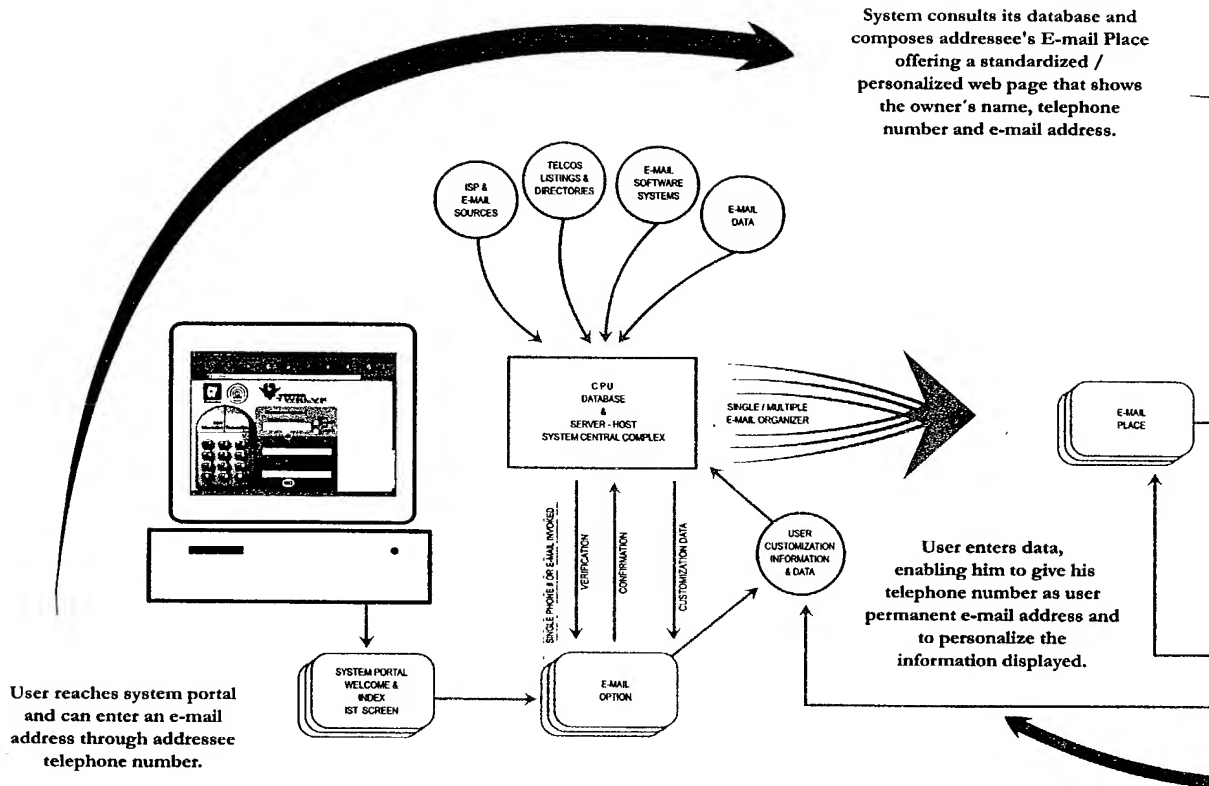 System consults its database and
composes addressee's E-mail Place
offering a standardized /
personalized web page that shows
the owner´s name, telephone
number and e-mail address.
ISP &
E-MAIL
SOURCES
TELCOS
LISTINGS &
DIRECTORIES
E-MAIL
SOFTWARE
SYSTEMS
E-MAIL
DATA
CPU
DATABASE
&
SERVER - HOST
SYSTEM CENTRAL COMPLEX
SINGLE / MULTIPLE
E-MAIL ORGANIZER
E-MAIL
PLACE
SINGLE PHONE # OR E-MAIL INVOKED
VERIFICATION
CONFIRMATION
CUSTOMIZATION DATA
USER
CUSTOMIZATION
INFORMATION
& DATA
User enters data,
enabling him to give his
telephone number as user
permanent e-mail address and
to personalize the
information displayed.
SYSTEM PORTAL
WELCOME &
INDEX
IST SCREEN
E-MAIL
OPTION
User reaches system portal
and can enter an e-mail
address through addressee
telephone number.